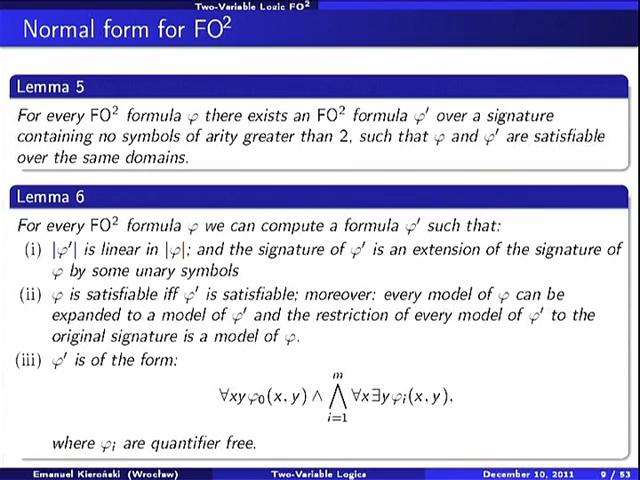 Two-Variable Logic FO²
Normal form for FO²
Lemma 5
For every FO² formula φ there exists an FO² formula φ′ over a signature
containing no symbols of arity greater than 2, such that φ and φ′ are satisfiable
over the same domains.
Lemma 6
For every FO² formula φ we can compute a formula φ′ such that:
(i) |φ′| is linear in |φ|; and the signature of φ′ is an extension of the signature of
φ by some unary symbols
(ii) φ is satisfiable iff φ′ is satisfiable; moreover: every model of φ can be
expanded to a model of φ′ and the restriction of every model of φ′ to the
original signature is a model of φ.
(iii) φ′ is of the form:
∀xyφ₀(x, y) ∧ ⋀ᵢ₌₁ᵐ ∀x∃yφᵢ(x, y),
where φᵢ are quantifier free.
Emanuel Kieroński (Wrocław) Two-Variable Logics December 10, 2011 9 / 53